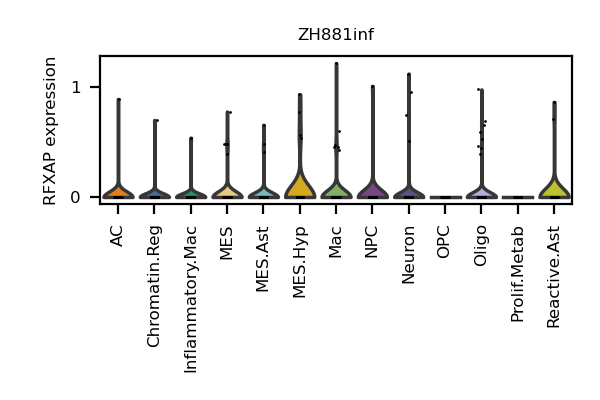 ZH881inf
RFXAP expression
1
0
AC
Chromatin.Reg
Inflammatory.Mac
MES
MES.Ast
MES.Hyp
Mac
NPC
Neuron
OPC
Oligo
Prolif.Metab
Reactive.Ast